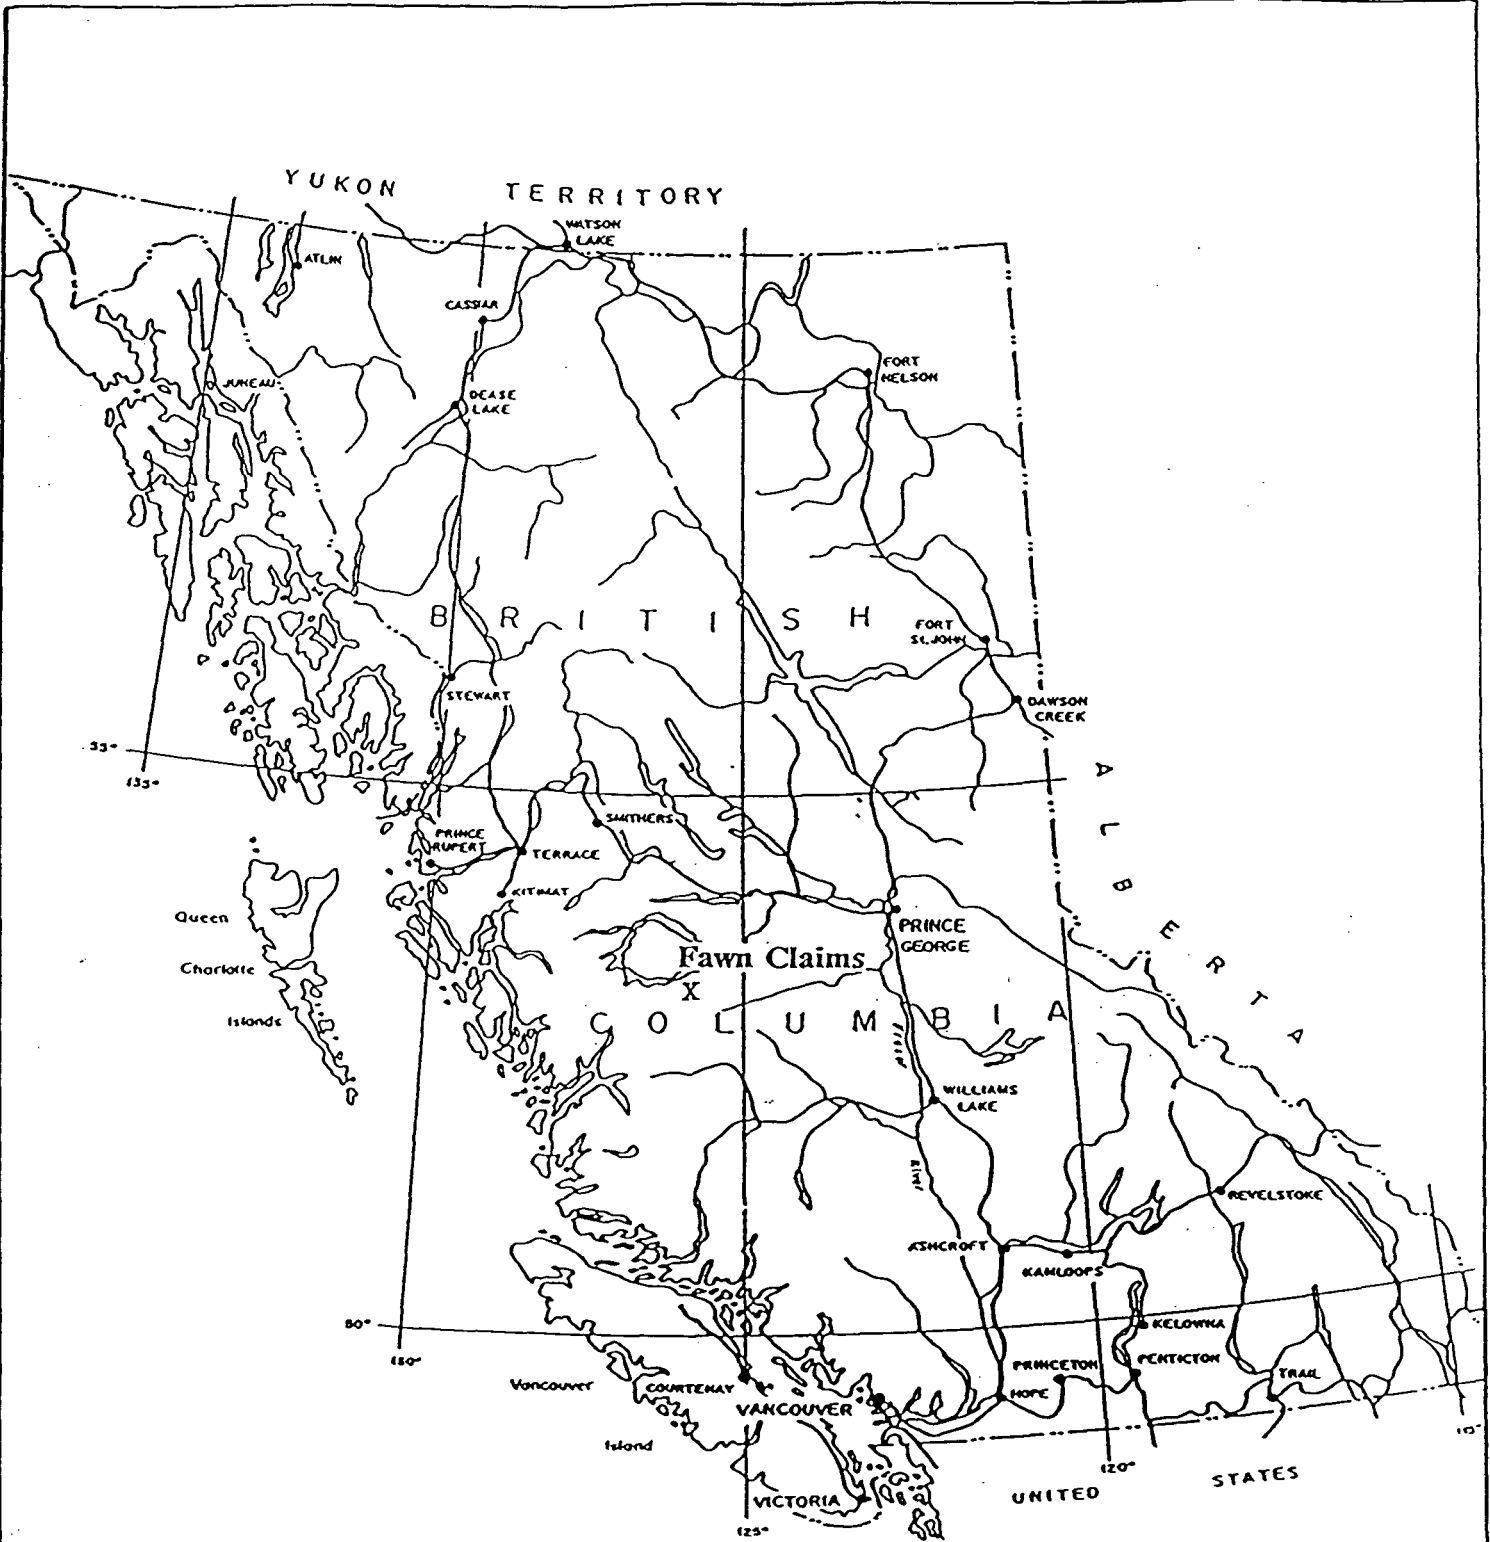 YUKON TERRITORY
WATSON
LAKE
ATLIN
CASSIAR
FORT
NELSON
JUNEAU
DEASE
LAKE
BRITISH
FORT
St. JOHN
STEWART
DAWSON
CREEK
55°
135°
ALBERTA
SMITHERS
PRINCE
RUPERT
TERRACE
KITIMAT
Queen
Charlotte
Islands
PRINCE
GEORGE
Fawn Claims
X
COLUMBIA
Fraser
WILLIAMS
LAKE
River
REVELSTOKE
ASHCROFT
KAMLOOPS
50°
KELOWNA
130°
PRINCETON
PENTICTON
TRAIL
Vancouver
COURTENAY
HOPE
VANCOUVER
Island
120°
UNITED STATES
VICTORIA
125°